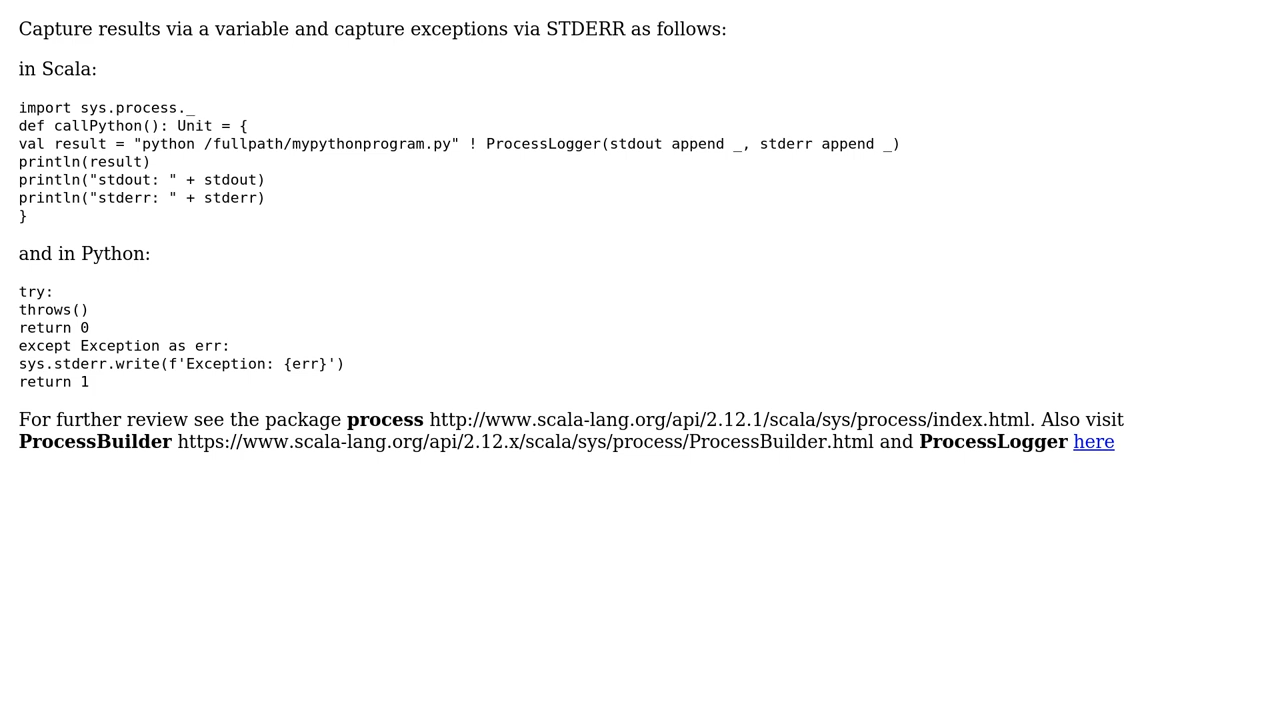 Capture results via a variable and capture exceptions via STDERR as follows:
in Scala:
import sys.process._
def callPython(): Unit = {
val result = "python /fullpath/mypythonprogram.py" ! ProcessLogger(stdout append _, stderr append _)
println(result)
println("stdout: " + stdout)
println("stderr: " + stderr)
}
and in Python:
try:
throws()
return 0
except Exception as err:
sys.stderr.write(f'Exception: {err}')
return 1
For further review see the package process http://www.scala-lang.org/api/2.12.1/scala/sys/process/index.html. Also visit
ProcessBuilder https://www.scala-lang.org/api/2.12.x/scala/sys/process/ProcessBuilder.html and ProcessLogger here